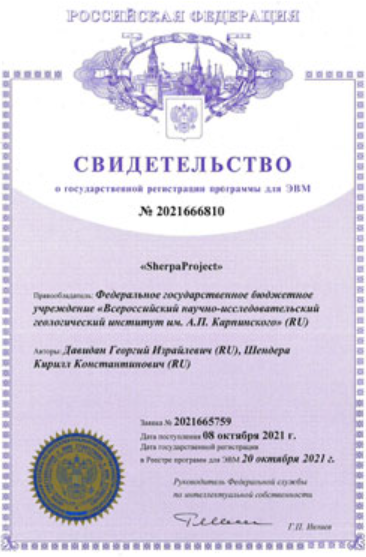 РОССИЙСКАЯ ФЕДЕРАЦИЯ
СВИДЕТЕЛЬСТВО
о государственной регистрации программы для ЭВМ
№ 2021666810
«SherpaProject»
Правообладатель: Федеральное государственное бюджетное
учреждение «Всероссийский научно-исследовательский
геологический институт им. А.П. Карпинского» (RU)
Авторы: Давидан Георгий Израйлевич (RU), Шендера
Кирилл Константинович (RU)
Заявка № 2021665759
Дата поступления 08 октября 2021 г.
Дата государственной регистрации
в Реестре программ для ЭВМ 20 октября 2021 г.
Руководитель Федеральной службы
по интеллектуальной собственности
Г.П. Ивлиев